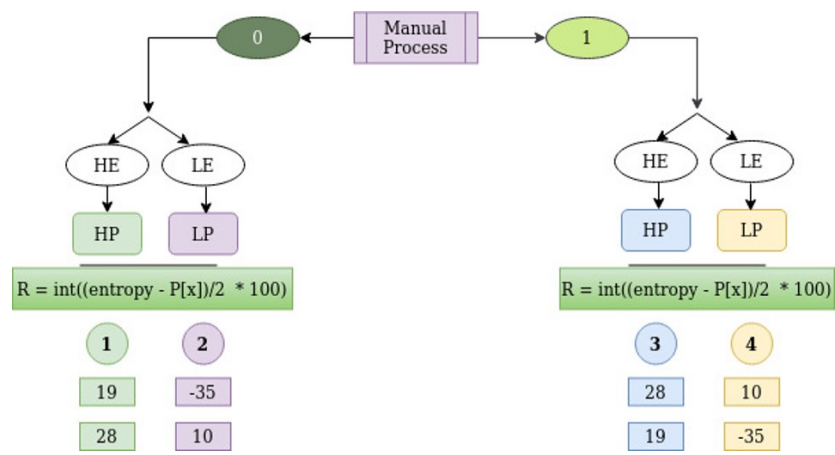 0
Manual
Process
1
HE
LE
HE
LE
HP
LP
HP
LP
R = int((entropy - P[x])/2 * 100)
R = int((entropy - P[x])/2 * 100)
1
2
3
4
19
-35
28
10
28
10
19
-35